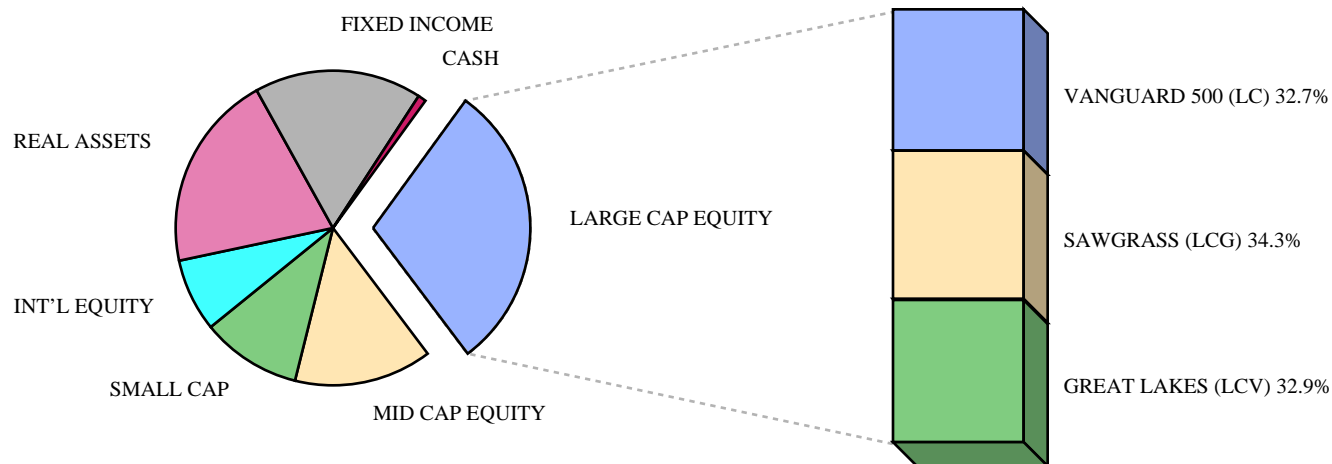 FIXED INCOME
CASH
VANGUARD 500 (LC) 32.7%
REAL ASSETS
LARGE CAP EQUITY
SAWGRASS (LCG) 34.3%
INT'L EQUITY
SMALL CAP
GREAT LAKES (LCV) 32.9%
MID CAP EQUITY